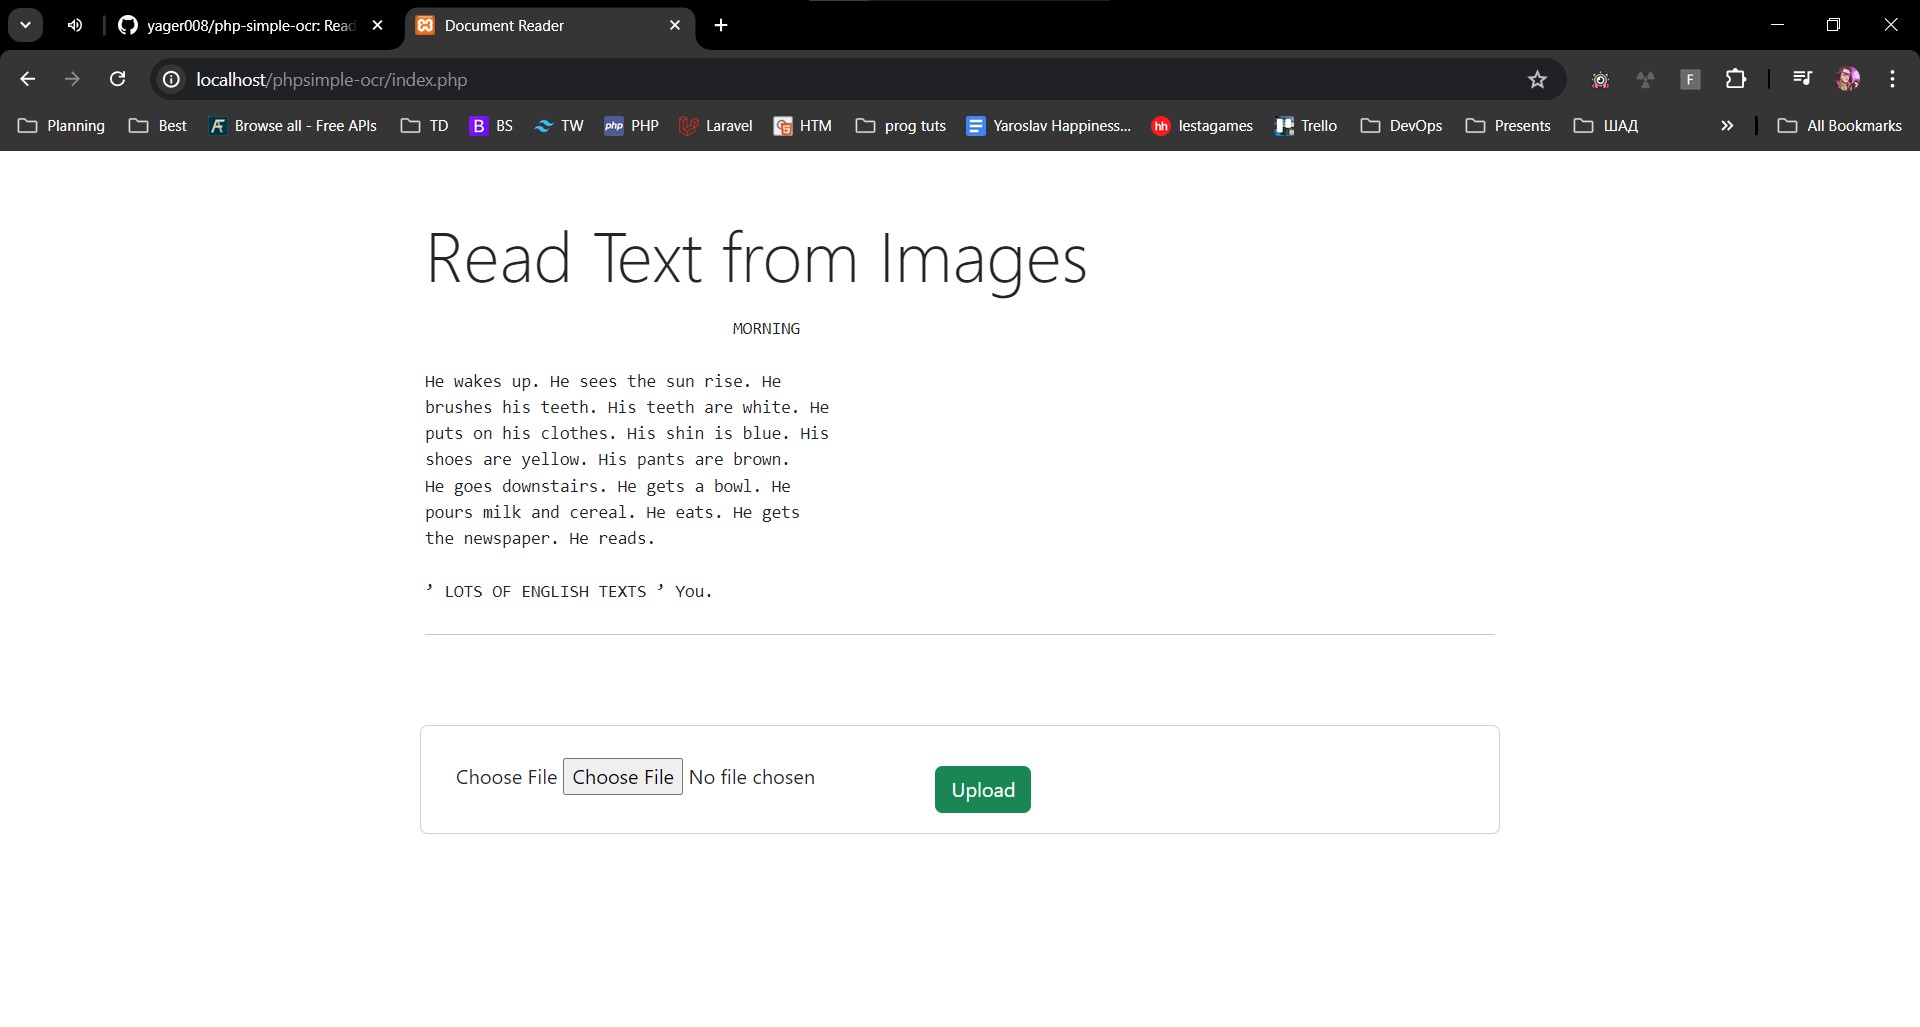 yager008/php-simple-ocr: Read
Document Reader
localhost/phpsimple-ocr/index.php
F
Planning
Best
Browse all - Free APIs
TD
B BS
TW
php PHP
Laravel
HTM
prog tuts
Yaroslav Happiness...
hh lestagames
Trello
DevOps
Presents
ШАД
All Bookmarks
Read Text from Images
MORNING
He wakes up. He sees the sun rise. He
brushes his teeth. His teeth are white. He
puts on his clothes. His shin is blue. His
shoes are yellow. His pants are brown.
He goes downstairs. He gets a bowl. He
pours milk and cereal. He eats. He gets
the newspaper. He reads.
’ LOTS OF ENGLISH TEXTS ’ You.
Choose File Choose File No file chosen
Upload